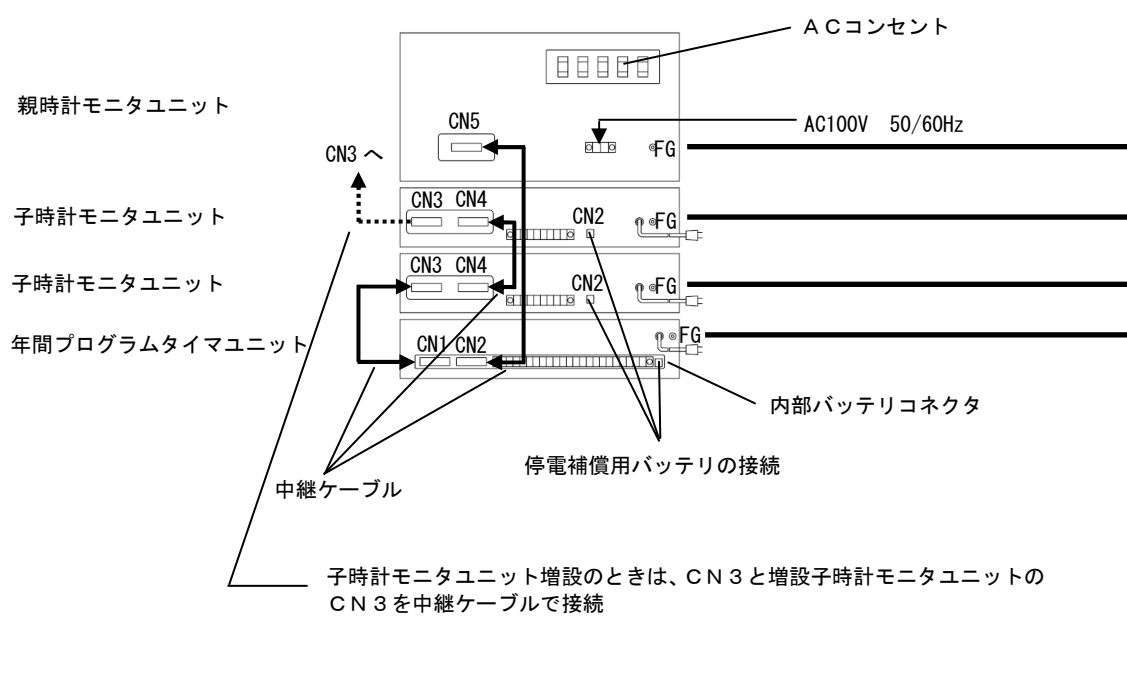 ＡＣコンセント
親時計モニタユニット
CN5
AC100V 50/60Hz
FG
CN3 へ
子時計モニタユニット
CN3 CN4
CN2
FG
子時計モニタユニット
CN3 CN4
CN2
FG
年間プログラムタイマユニット
CN1 CN2
FG
内部バッテリコネクタ
停電補償用バッテリの接続
中継ケーブル
子時計モニタユニット増設のときは、ＣＮ３と増設子時計モニタユニットの
ＣＮ３を中継ケーブルで接続